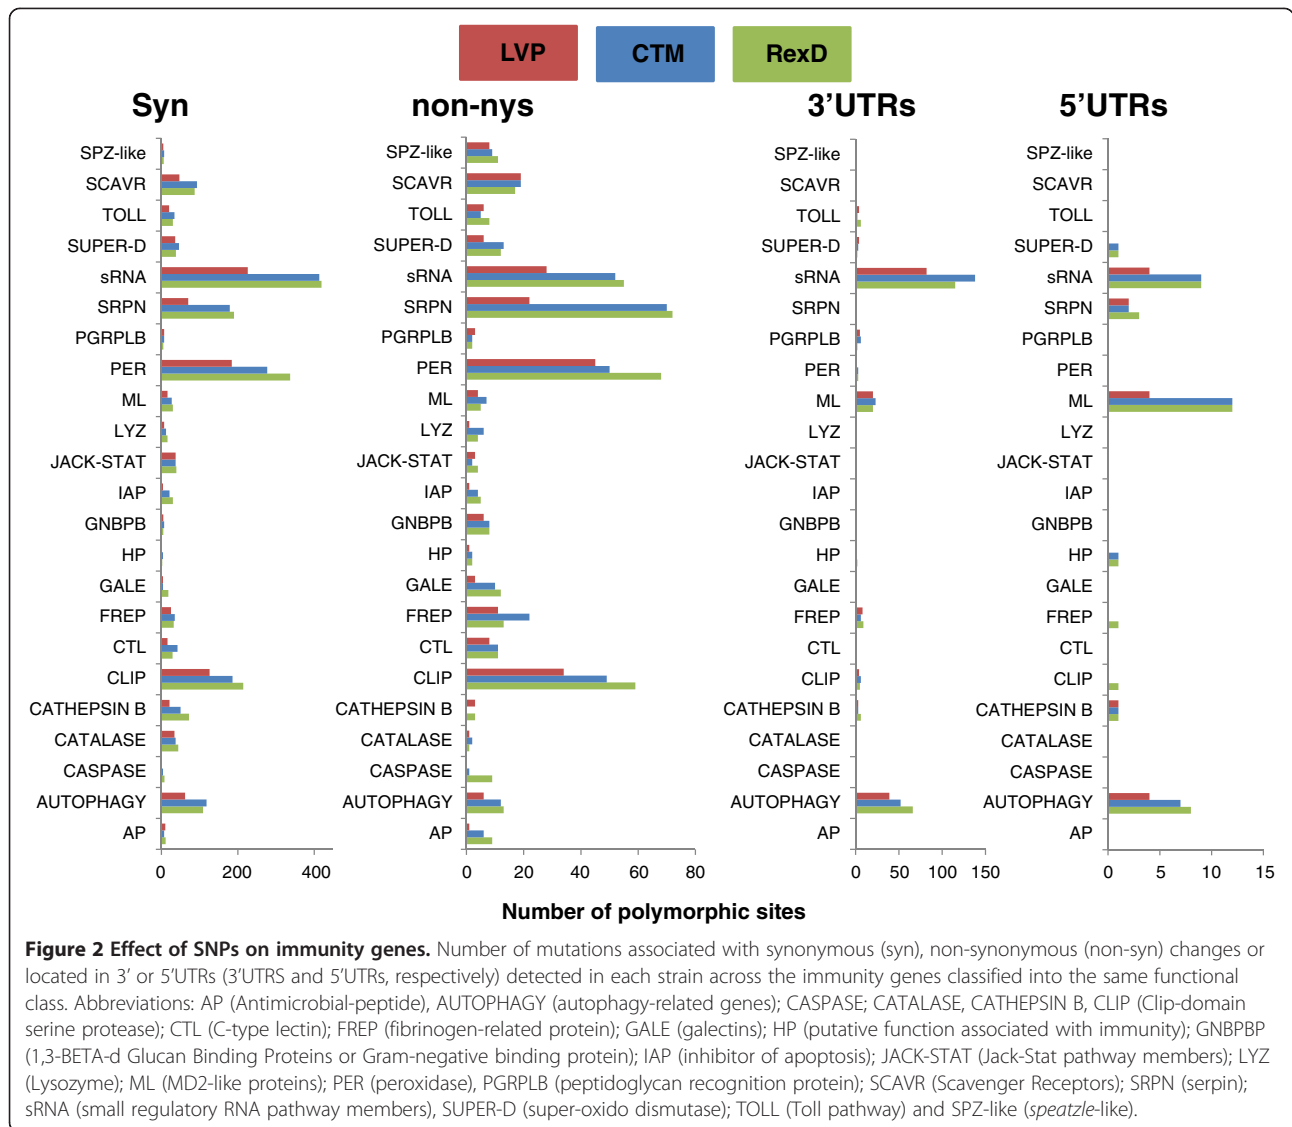 LVP CTM RexD
Syn non-nys 3'UTRs 5'UTRs
SPZ-like SPZ-like SPZ-like SPZ-like
SCAVR SCAVR SCAVR SCAVR
TOLL TOLL TOLL TOLL
SUPER-D SUPER-D SUPER-D SUPER-D
sRNA sRNA sRNA sRNA
SRPN SRPN SRPN SRPN
PGRPLB PGRPLB PGRPLB PGRPLB
PER PER PER PER
ML ML ML ML
LYZ LYZ LYZ LYZ
JACK-STAT JACK-STAT JACK-STAT JACK-STAT
IAP IAP IAP IAP
GNBPB GNBPB GNBPB GNBPB
HP HP HP HP
GALE GALE GALE GALE
FREP FREP FREP FREP
CTL CTL CTL CTL
CLIP CLIP CLIP CLIP
CATHEPSIN B CATHEPSIN B CATHEPSIN B CATHEPSIN B
CATALASE CATALASE CATALASE CATALASE
CASPASE CASPASE CASPASE CASPASE
AUTOPHAGY AUTOPHAGY AUTOPHAGY AUTOPHAGY
AP AP AP AP
0 200 400 0 20 40 60 80 0 50 100 150 0 5 10 15
Number of polymorphic sites
Figure 2 Effect of SNPs on immunity genes. Number of mutations associated with synonymous (syn), non-synonymous (non-syn) changes or
located in 3' or 5'UTRs (3'UTRS and 5'UTRs, respectively) detected in each strain across the immunity genes classified into the same functional
class. Abbreviations: AP (Antimicrobial-peptide), AUTOPHAGY (autophagy-related genes); CASPASE; CATALASE, CATHEPSIN B, CLIP (Clip-domain
serine protease); CTL (C-type lectin); FREP (fibrinogen-related protein); GALE (galectins); HP (putative function associated with immunity); GNBPBP
(1,3-BETA-d Glucan Binding Proteins or Gram-negative binding protein); IAP (inhibitor of apoptosis); JACK-STAT (Jack-Stat pathway members); LYZ
(Lysozyme); ML (MD2-like proteins); PER (peroxidase), PGRPLB (peptidoglycan recognition protein); SCAVR (Scavenger Receptors); SRPN (serpin);
sRNA (small regulatory RNA pathway members), SUPER-D (super-oxido dismutase); TOLL (Toll pathway) and SPZ-like (speatzle-like).